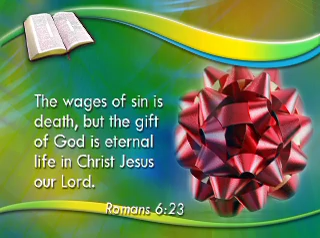 The wages of sin is
death, but the gift
of God is eternal
life in Christ Jesus
our Lord.
Romans 6:23